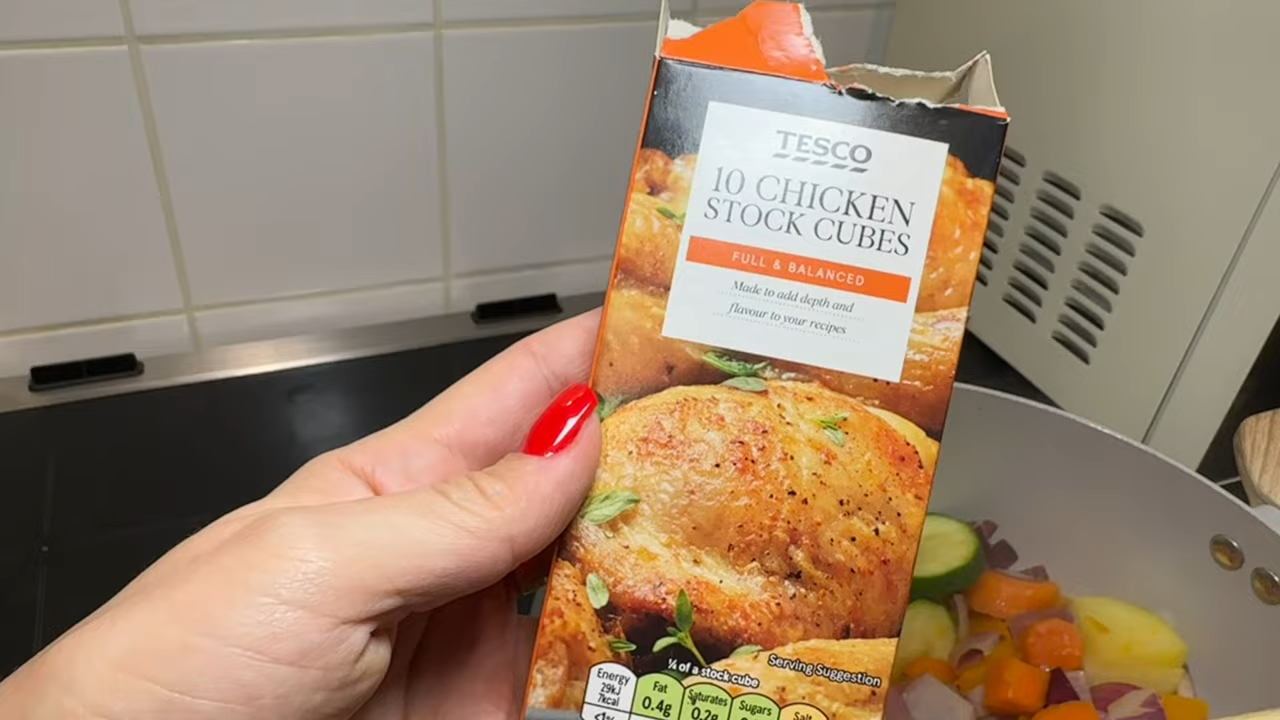 TESCO
10 CHICKEN
STOCK CUBES
FULL & BALANCED
Made to add depth and
flavour to your recipes
Serving Suggestion
¼ of a stock cube
Energy
29kJ
7kcal
<1%
Fat
0.4g
Saturates
0.2g
Sugars
Salt